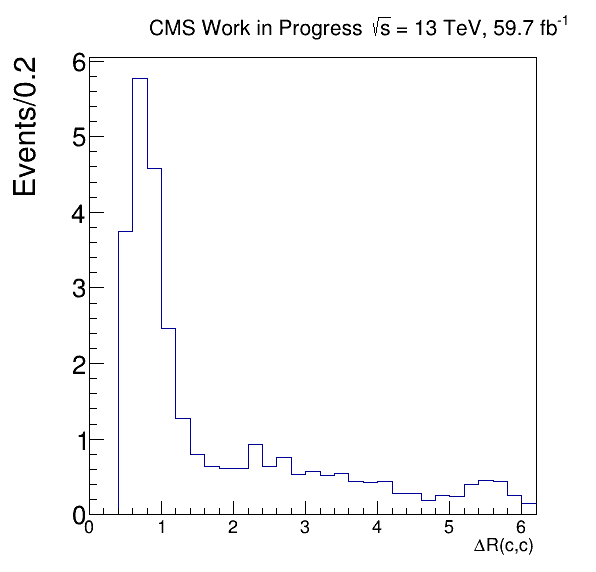 CMS Work in Progress √s = 13 TeV, 59.7 fb⁻¹
Events/0.2
6
5
4
3
2
1
0
0 1 2 3 4 5 6
ΔR(c,c)